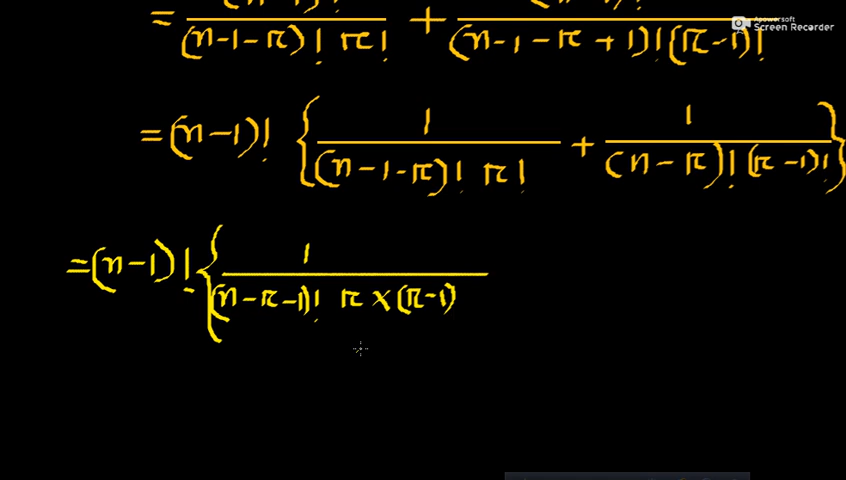 Apowersoft
Screen Recorder
= (n-1-r)! r! + (n-1-r+1)!(r-1)!
= (n-1)! { 1/((n-1-r)! r!) + 1/((n-r)!(r-1)!) }
= (n-1)! { 1/((n-r-1)! r×(r-1)